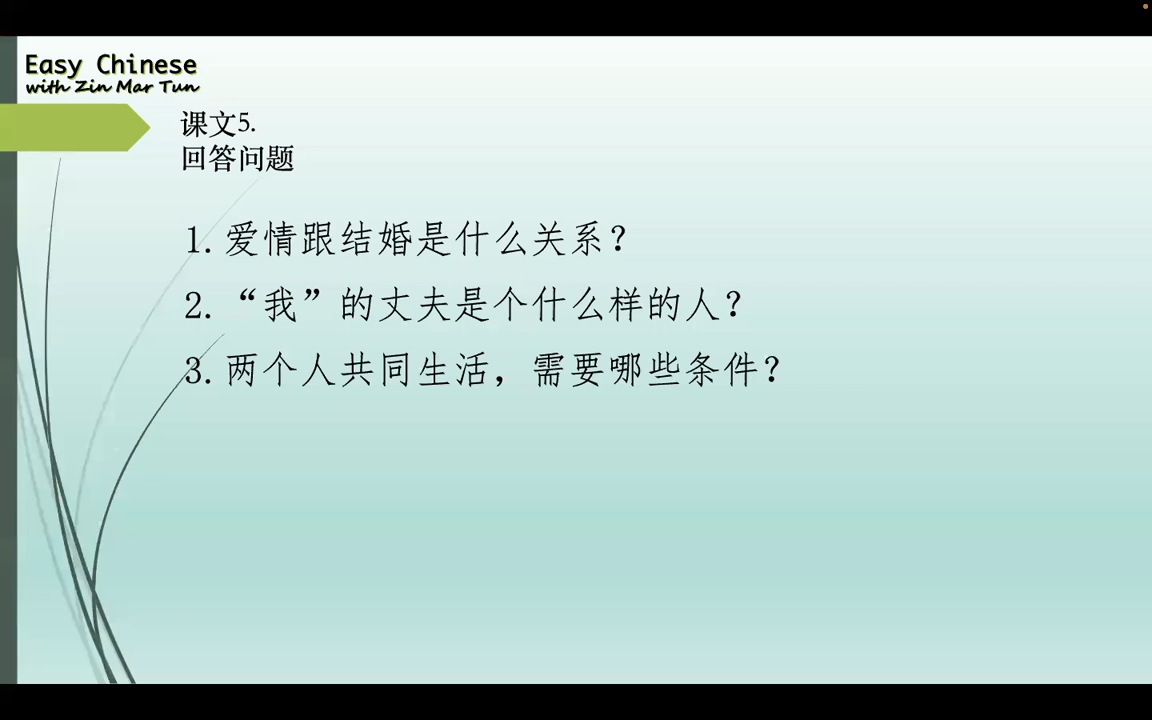 Easy Chinese
with Zin Mar Tun
课文5.
回答问题
1. 爱情跟结婚是什么关系？
2. “我”的丈夫是个什么样的人？
3. 两个人共同生活，需要哪些条件？